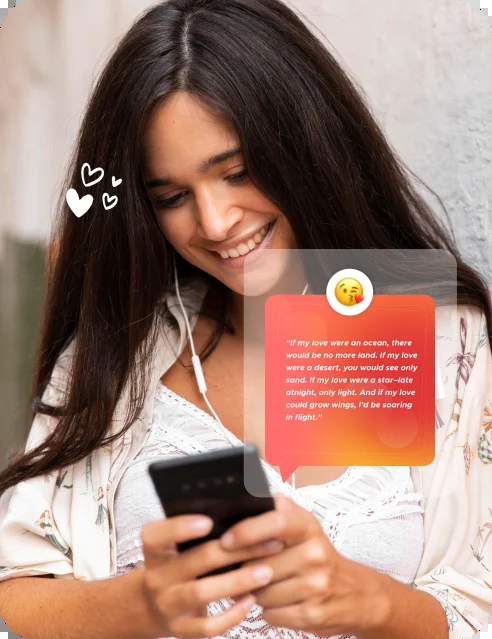 "If my love were an ocean, there
would be no more land. If my love
were a desert, you would see only
sand. If my love were a star–late
atnight, only light. And if my love
could grow wings, I'd be soaring
in flight."